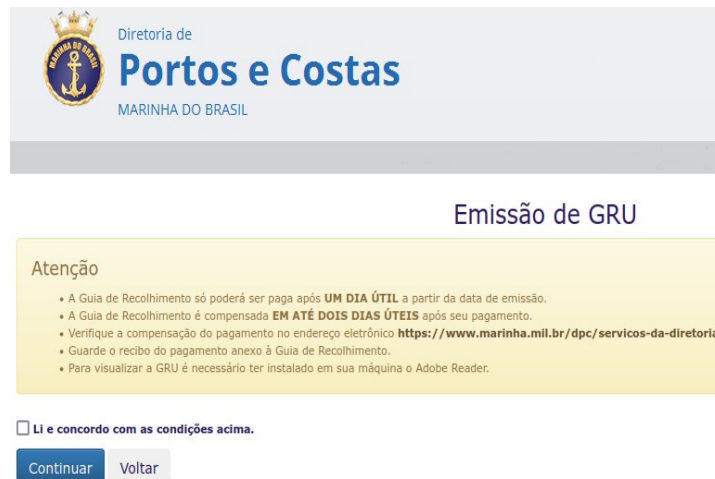 MARINHA DO BRASIL
Diretoria de
Portos e Costas
MARINHA DO BRASIL
Emissão de GRU
Atenção
• A Guia de Recolhimento só poderá ser paga após UM DIA ÚTIL a partir da data de emissão.
• A Guia de Recolhimento é compensada EM ATÉ DOIS DIAS ÚTEIS após seu pagamento.
• Verifique a compensação do pagamento no endereço eletrônico https://www.marinha.mil.br/dpc/servicos-da-diretoria
• Guarde o recibo do pagamento anexo à Guia de Recolhimento.
• Para visualizar a GRU é necessário ter instalado em sua máquina o Adobe Reader.
Li e concordo com as condições acima.
Continuar Voltar